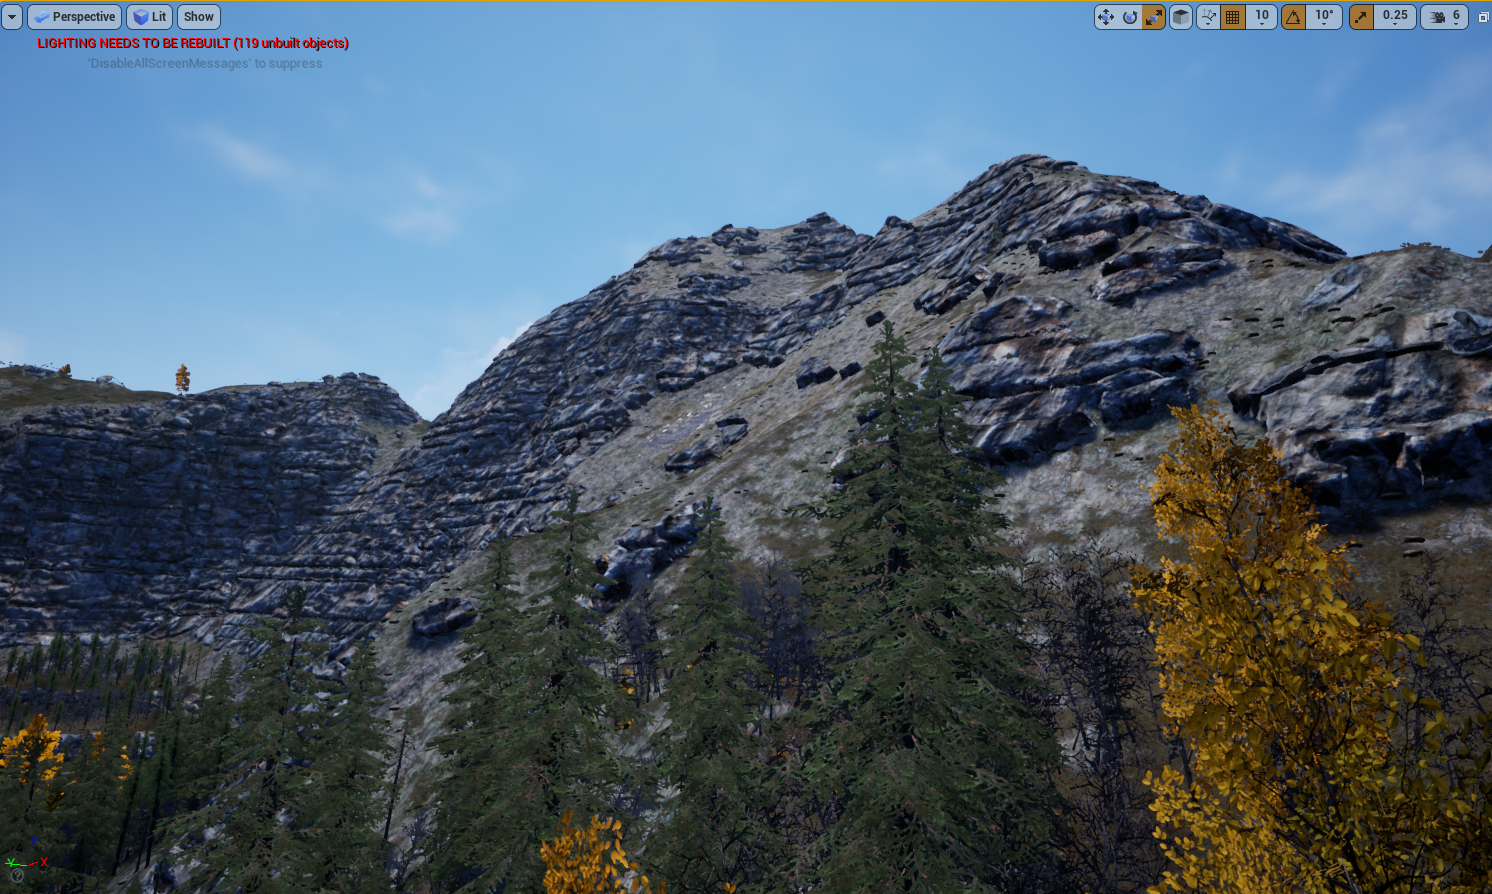 Perspective Lit Show 10 10° 0.25 6
LIGHTING NEEDS TO BE REBUILT (119 unbuilt objects)
'DisableAllScreenMessages' to suppress
Z
Y X
?